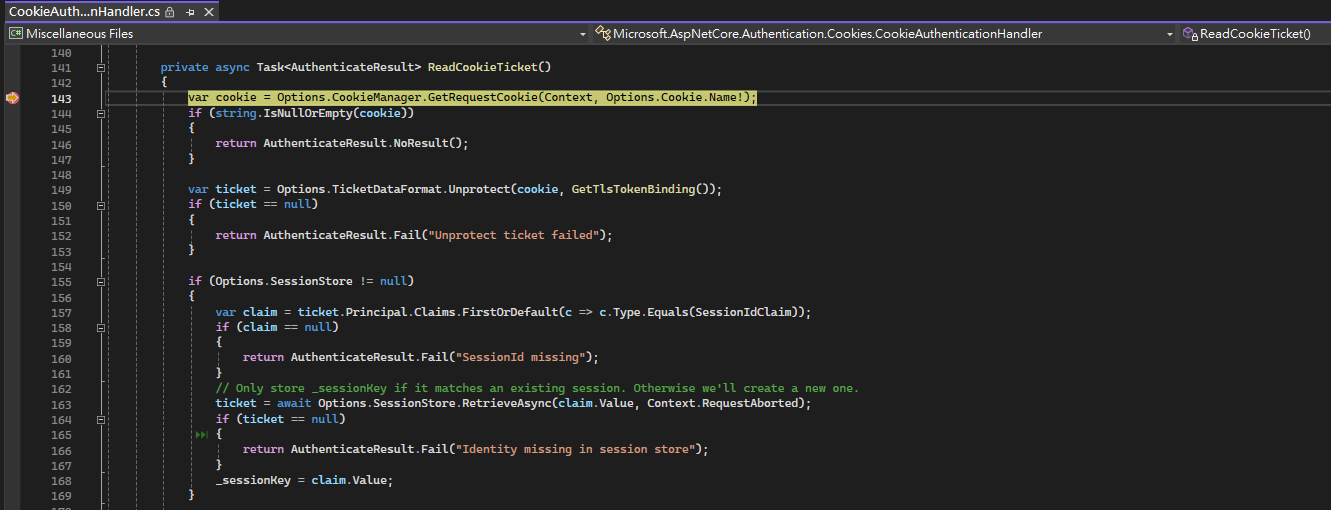 CookieAuth...nHandler.cs
C# Miscellaneous Files Microsoft.AspNetCore.Authentication.Cookies.CookieAuthenticationHandler ReadCookieTicket()
140
141 private async Task<AuthenticateResult> ReadCookieTicket()
142 {
143 var cookie = Options.CookieManager.GetRequestCookie(Context, Options.Cookie.Name!);
144 if (string.IsNullOrEmpty(cookie))
145 {
146 return AuthenticateResult.NoResult();
147 }
148
149 var ticket = Options.TicketDataFormat.Unprotect(cookie, GetTlsTokenBinding());
150 if (ticket == null)
151 {
152 return AuthenticateResult.Fail("Unprotect ticket failed");
153 }
154
155 if (Options.SessionStore != null)
156 {
157 var claim = ticket.Principal.Claims.FirstOrDefault(c => c.Type.Equals(SessionIdClaim));
158 if (claim == null)
159 {
160 return AuthenticateResult.Fail("SessionId missing");
161 }
162 // Only store _sessionKey if it matches an existing session. Otherwise we'll create a new one.
163 ticket = await Options.SessionStore.RetrieveAsync(claim.Value, Context.RequestAborted);
164 if (ticket == null)
165 {
166 return AuthenticateResult.Fail("Identity missing in session store");
167 }
168 _sessionKey = claim.Value;
169 }